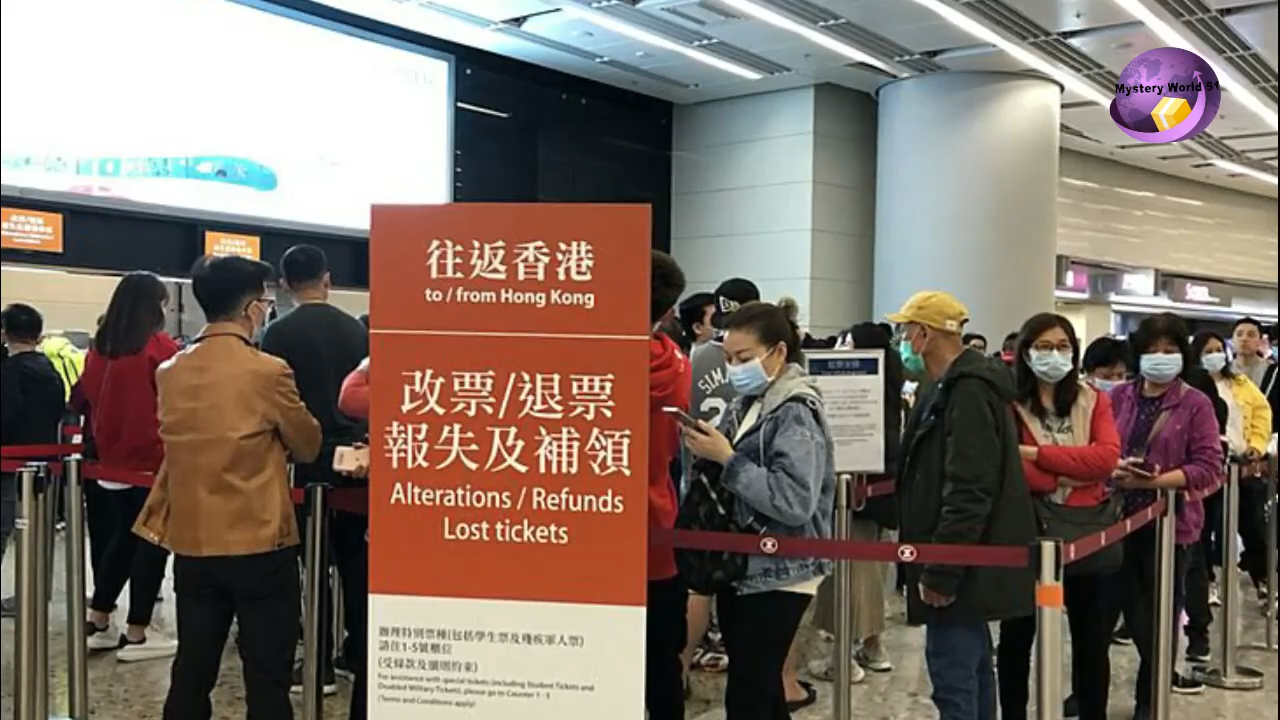 Mystery World 51
往返香港
to / from Hong Kong
改票/退票
報失及補領
Alterations / Refunds
Lost tickets
辦理特別票種(包括學生票及殘疾軍人票)
請往1-5號櫃位
(受條款及細則約束)
For assistance with special tickets (including Student Tickets and
Disabled Military Tickets), please go to Counter 1 - 5
(Terms and Conditions apply)